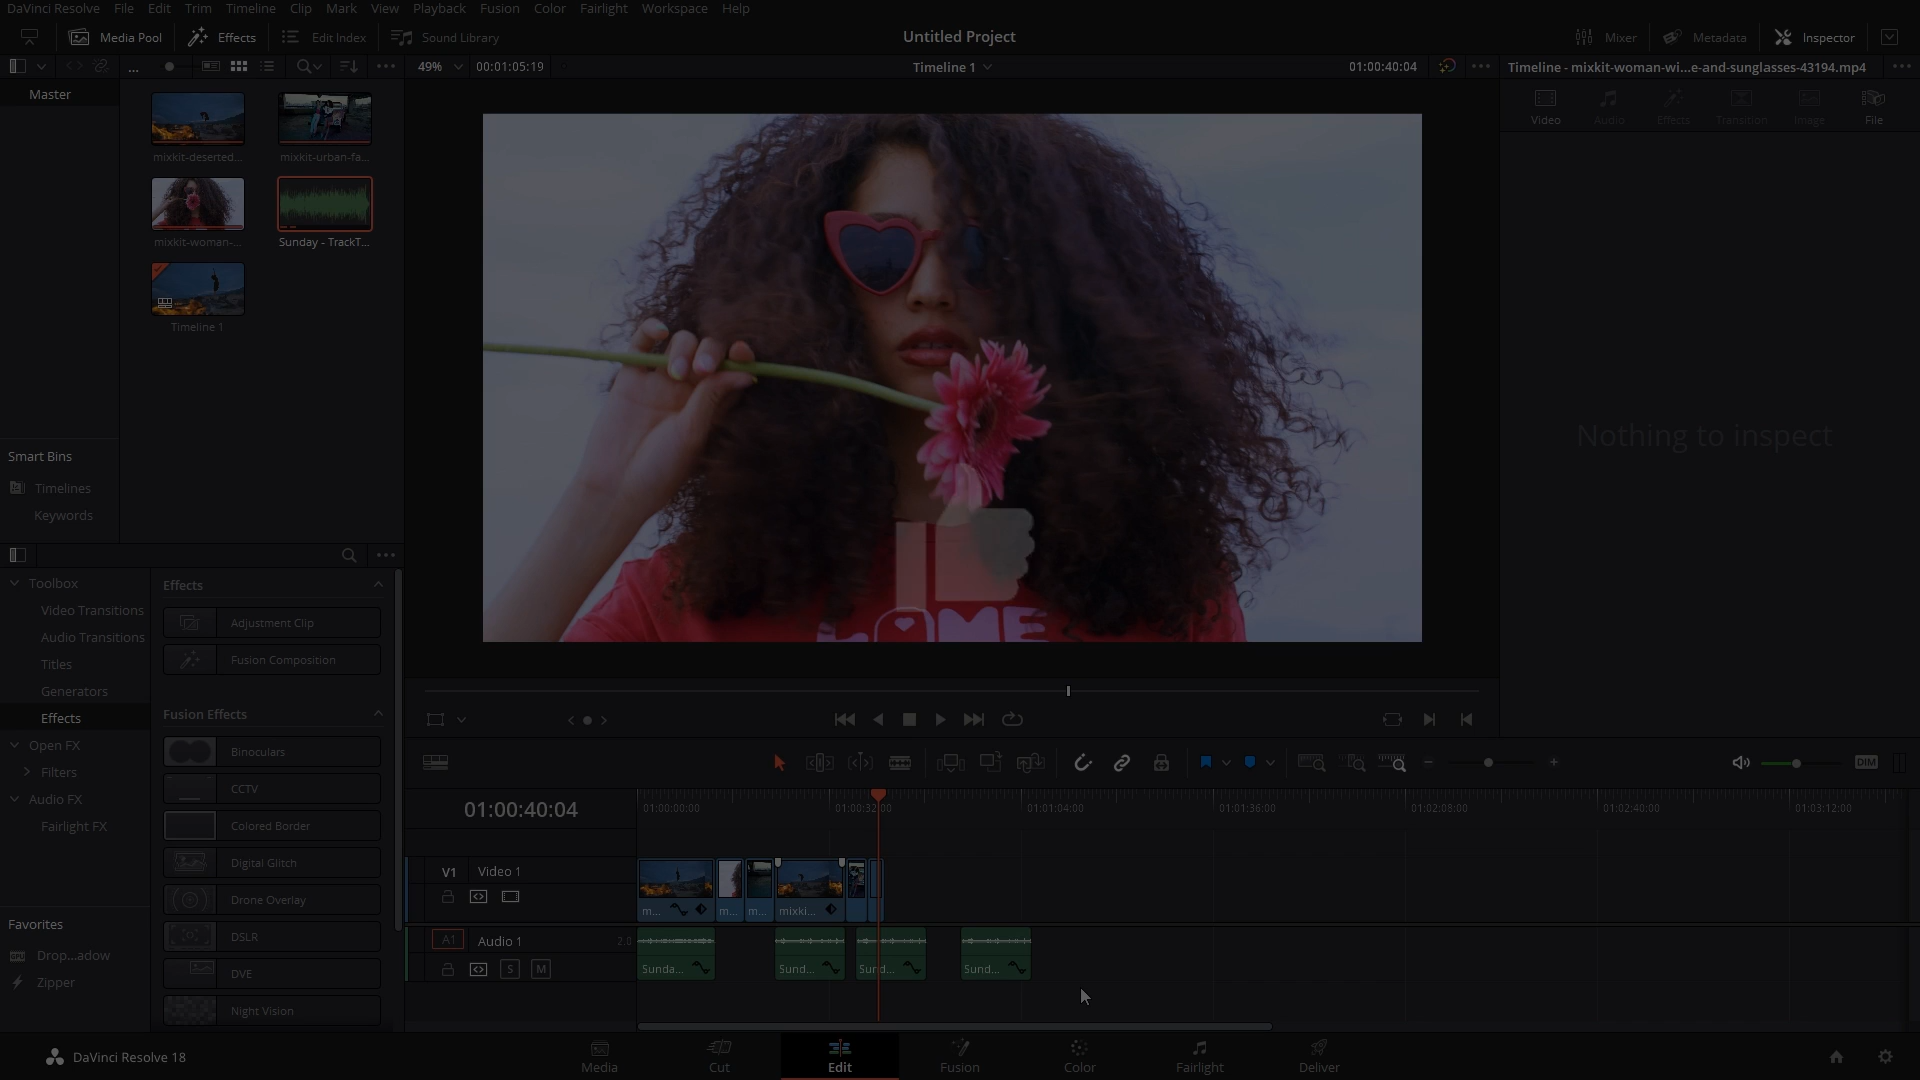 DaVinci Resolve File Edit Trim Timeline Clip Mark View Playback Fusion Color Fairlight Workspace Help
Media Pool Effects Edit Index Sound Library Untitled Project Mixer Metadata Inspector
... 49% 00:01:05:19 Timeline 1 01:00:40:04 Timeline - mixkit-woman-wi...e-and-sunglasses-43194.mp4
Master
Video Audio Effects Transition Image File
mixkit-deserted... mixkit-urban-fa...
mixkit-woman-... Sunday - TrackT...
Timeline 1
Nothing to inspect
Smart Bins
Timelines
Keywords
Toolbox
Video Transitions
Audio Transitions
Titles
Generators
Effects
Open FX
Filters
Audio FX
Fairlight FX
Favorites
Drop...adow
Zipper
Effects
Adjustment Clip
Fusion Composition
Fusion Effects
Binoculars
CCTV
Colored Border
Digital Glitch
Drone Overlay
DSLR
DVE
Night Vision
DIM
01:00:40:04 01:00:00:00 01:00:32:00 01:01:04:00 01:01:36:00 01:02:08:00 01:02:40:00 01:03:12:00
V1 Video 1
m... m... m... mixki...
A1 Audio 1 2.0
S M Sunda... Sund... Sund... Sund...
DaVinci Resolve 18 Media Cut Edit Fusion Color Fairlight Deliver